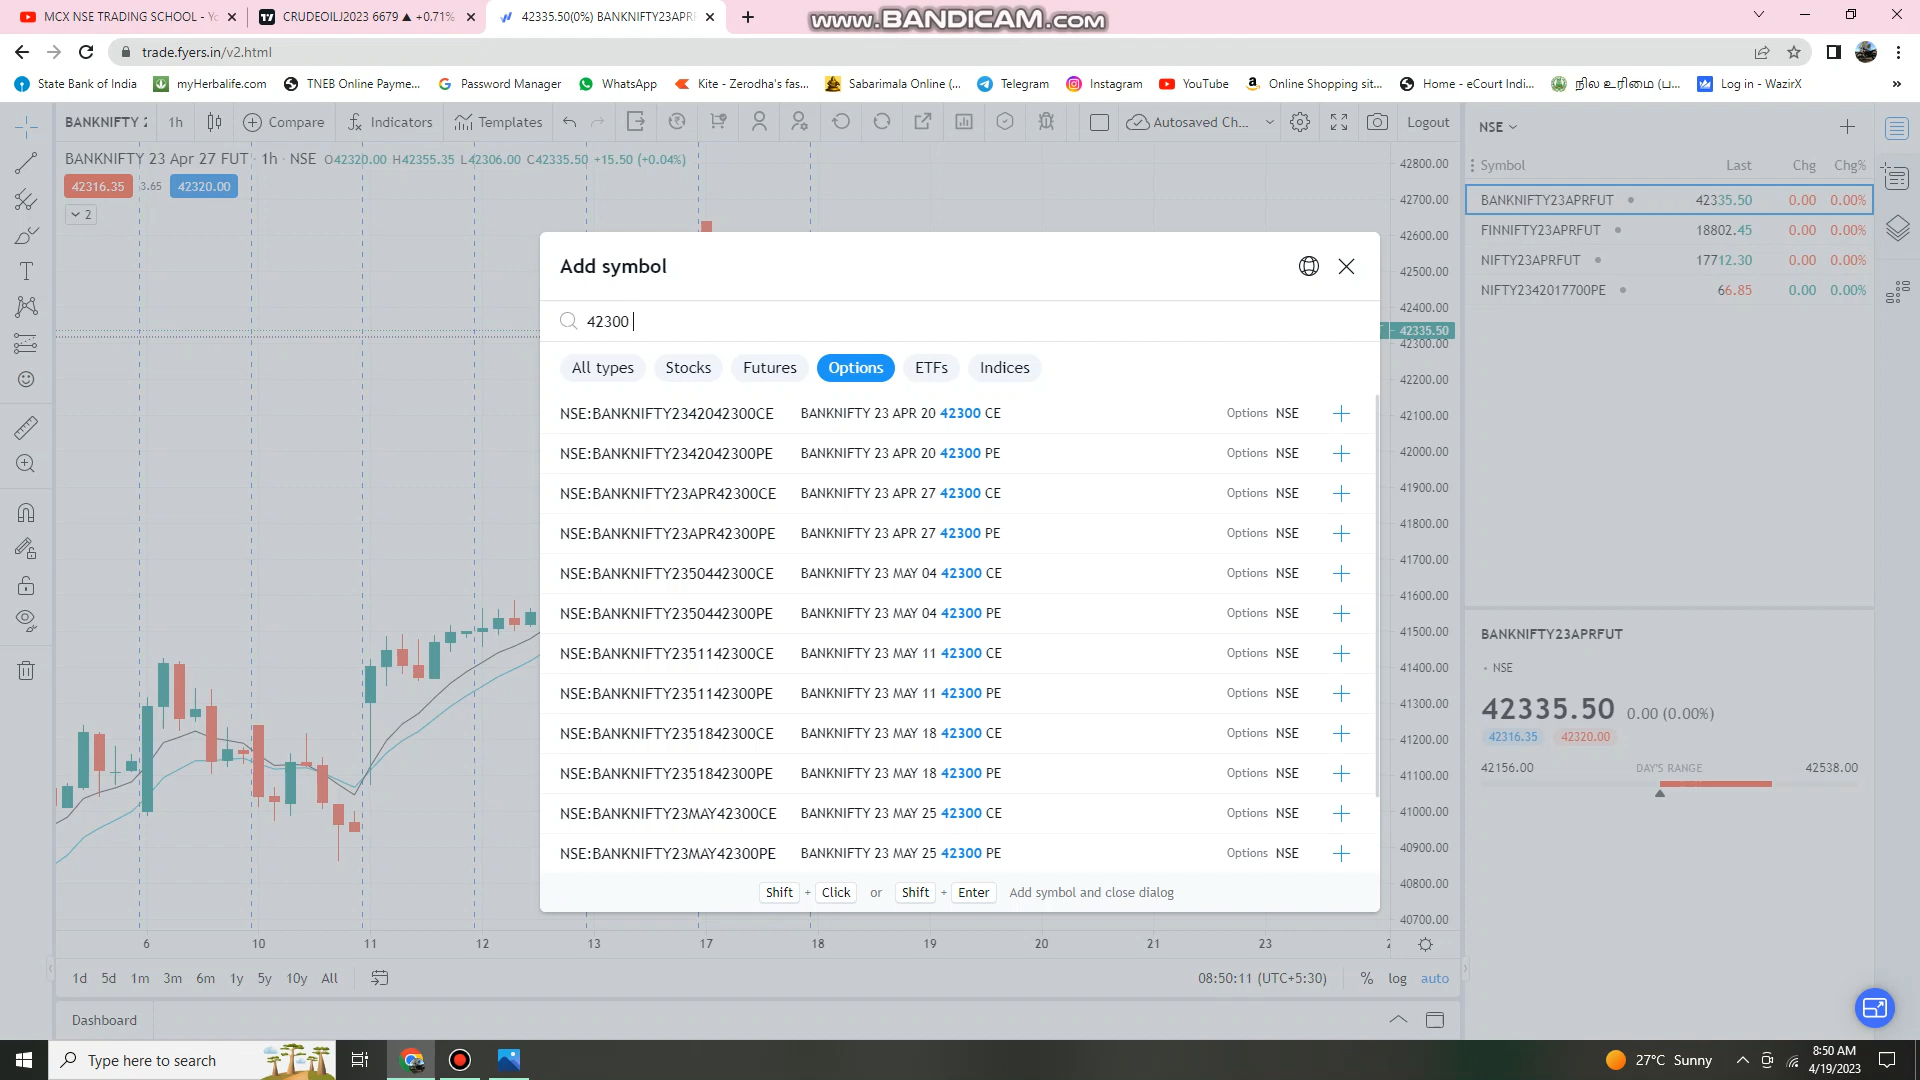 MCX NSE TRADING SCHOOL - Yo
CRUDEOILJ2023 6679 ▲ +0.71%
42335.50(0%) BANKNIFTY23APRF
www.BANDICAM.com
trade.fyers.in/v2.html
State Bank of India
myHerbalife.com
TNEB Online Payme...
Password Manager
WhatsApp
Kite - Zerodha's fas...
Sabarimala Online (...
Telegram
Instagram
YouTube
Online Shopping sit...
Home - eCourt Indi...
நில உரிமை (ப...
Log in - WazirX
»
BANKNIFTY 2
1h
Compare
Indicators
Templates
Autosaved Ch...
Logout
NSE
BANKNIFTY 23 Apr 27 FUT · 1h · NSE O42320.00 H42355.35 L42306.00 C42335.50 +15.50 (+0.04%)
42316.35 3.65 42320.00
2
Symbol Last Chg Chg%
BANKNIFTY23APRFUT 42335.50 0.00 0.00%
FINNIFTY23APRFUT 18802.45 0.00 0.00%
NIFTY23APRFUT 17712.30 0.00 0.00%
NIFTY2342017700PE 66.85 0.00 0.00%
Add symbol
42300
All types Stocks Futures Options ETFs Indices
NSE:BANKNIFTY2342042300CE BANKNIFTY 23 APR 20 42300 CE Options NSE
NSE:BANKNIFTY2342042300PE BANKNIFTY 23 APR 20 42300 PE Options NSE
NSE:BANKNIFTY23APR42300CE BANKNIFTY 23 APR 27 42300 CE Options NSE
NSE:BANKNIFTY23APR42300PE BANKNIFTY 23 APR 27 42300 PE Options NSE
NSE:BANKNIFTY2350442300CE BANKNIFTY 23 MAY 04 42300 CE Options NSE
NSE:BANKNIFTY2350442300PE BANKNIFTY 23 MAY 04 42300 PE Options NSE
NSE:BANKNIFTY2351142300CE BANKNIFTY 23 MAY 11 42300 CE Options NSE
NSE:BANKNIFTY2351142300PE BANKNIFTY 23 MAY 11 42300 PE Options NSE
NSE:BANKNIFTY2351842300CE BANKNIFTY 23 MAY 18 42300 CE Options NSE
NSE:BANKNIFTY2351842300PE BANKNIFTY 23 MAY 18 42300 PE Options NSE
NSE:BANKNIFTY23MAY42300CE BANKNIFTY 23 MAY 25 42300 CE Options NSE
NSE:BANKNIFTY23MAY42300PE BANKNIFTY 23 MAY 25 42300 PE Options NSE
Shift + Click or Shift + Enter Add symbol and close dialog
42800.00
42700.00
42600.00
42500.00
42400.00
42335.50
42300.00
42200.00
42100.00
42000.00
41900.00
41800.00
41700.00
41600.00
41500.00
41400.00
41300.00
41200.00
41100.00
41000.00
40900.00
40800.00
40700.00
BANKNIFTY23APRFUT
• NSE
42335.50 0.00 (0.00%)
42316.35 42320.00
42156.00 DAY'S RANGE 42538.00
6 10 11 12 13 17 18 19 20 21 23 2
1d 5d 1m 3m 6m 1y 5y 10y All
08:50:11 (UTC+5:30) % log auto
Dashboard
Type here to search
27°C Sunny
8:50 AM
4/19/2023